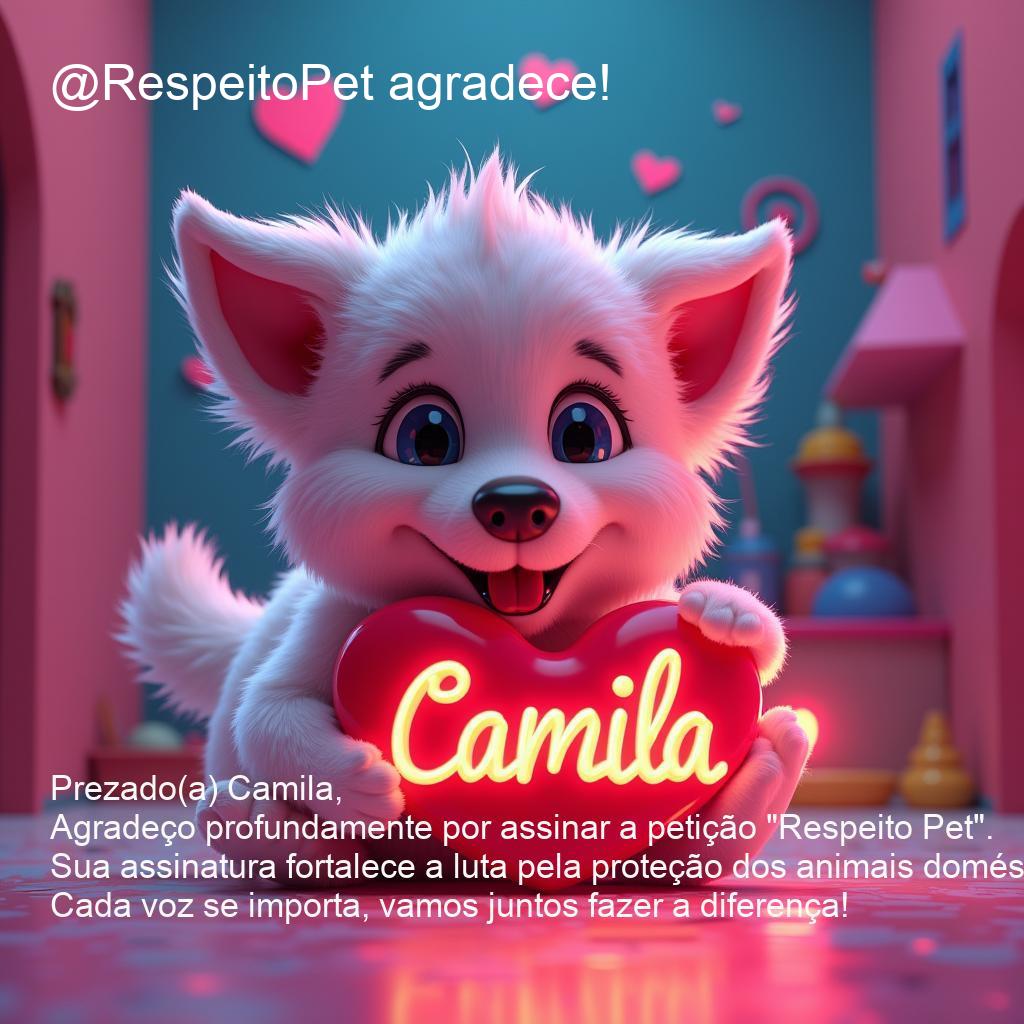 @RespeitoPet agradece!
Camila
Prezado(a) Camila,
Agradeço profundamente por assinar a petição "Respeito Pet".
Sua assinatura fortalece a luta pela proteção dos animais domés
Cada voz se importa, vamos juntos fazer a diferença!